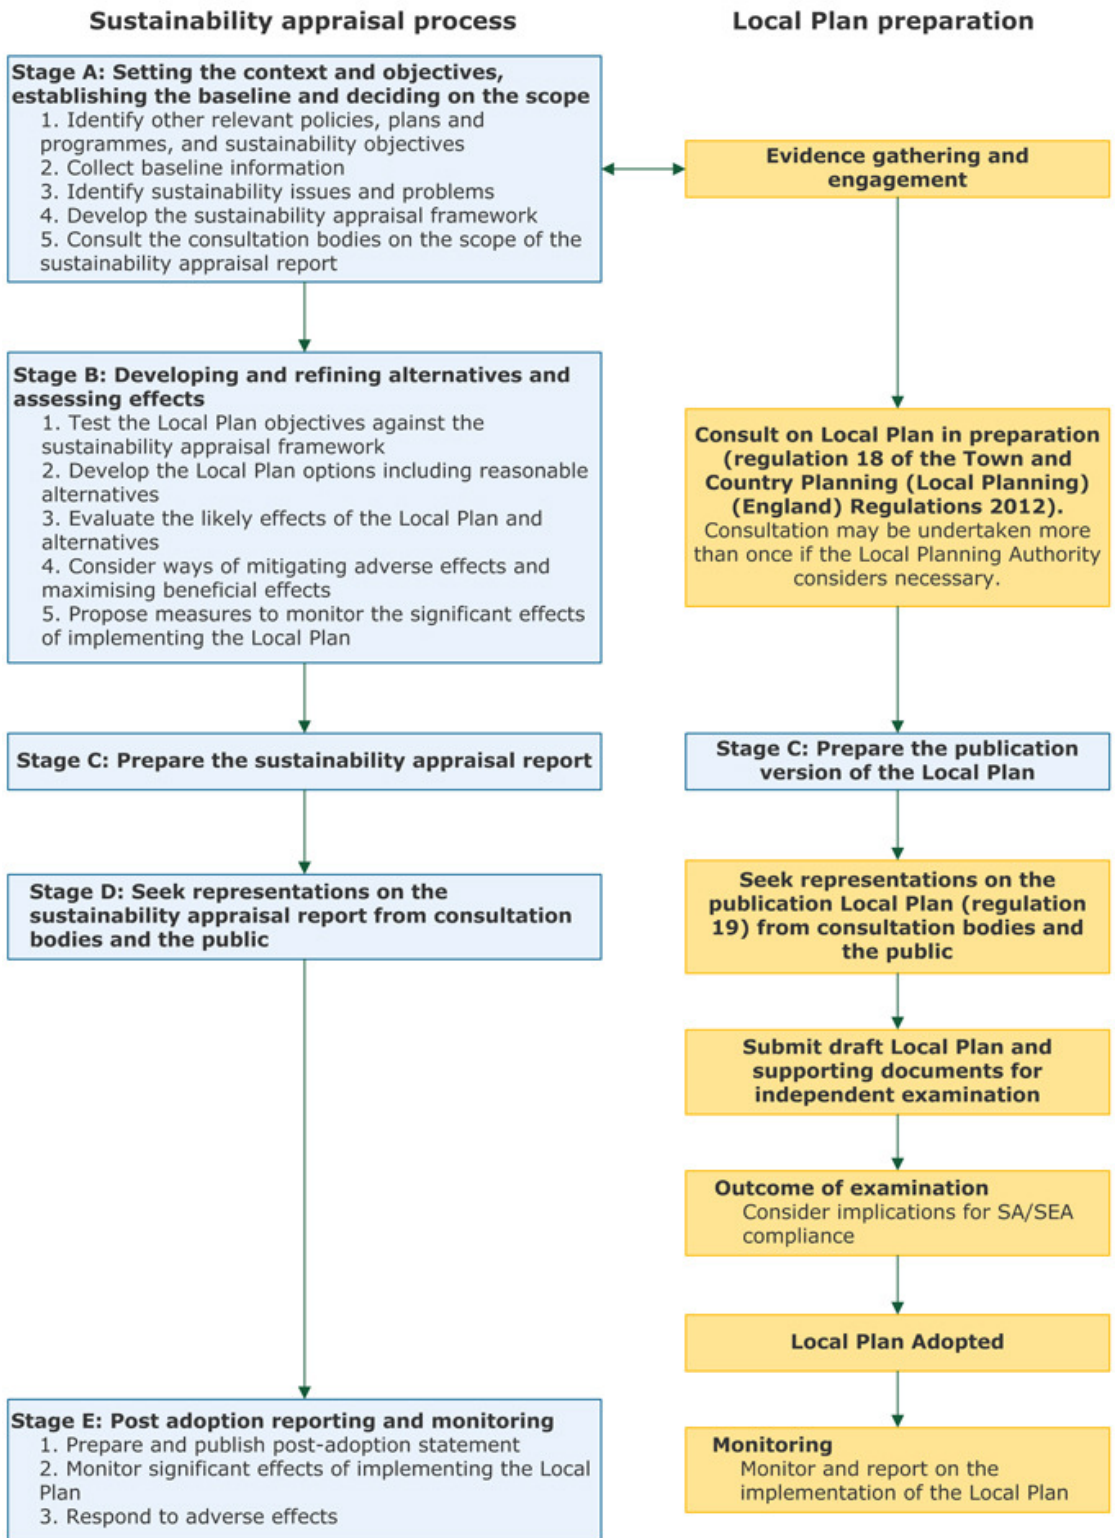 Sustainability appraisal process
Local Plan preparation
Stage A: Setting the context and objectives,
establishing the baseline and deciding on the scope
1. Identify other relevant policies, plans and
programmes, and sustainability objectives
2. Collect baseline information
3. Identify sustainability issues and problems
4. Develop the sustainability appraisal framework
5. Consult the consultation bodies on the scope of the
sustainability appraisal report
Evidence gathering and
engagement
Stage B: Developing and refining alternatives and
assessing effects
1. Test the Local Plan objectives against the
sustainability appraisal framework
2. Develop the Local Plan options including reasonable
alternatives
3. Evaluate the likely effects of the Local Plan and
alternatives
4. Consider ways of mitigating adverse effects and
maximising beneficial effects
5. Propose measures to monitor the significant effects
of implementing the Local Plan
Consult on Local Plan in preparation
(regulation 18 of the Town and
Country Planning (Local Planning)
(England) Regulations 2012).
Consultation may be undertaken more
than once if the Local Planning Authority
considers necessary.
Stage C: Prepare the sustainability appraisal report
Stage C: Prepare the publication
version of the Local Plan
Stage D: Seek representations on the
sustainability appraisal report from consultation
bodies and the public
Seek representations on the
publication Local Plan (regulation
19) from consultation bodies and
the public
Submit draft Local Plan and
supporting documents for
independent examination
Outcome of examination
Consider implications for SA/SEA
compliance
Local Plan Adopted
Stage E: Post adoption reporting and monitoring
1. Prepare and publish post-adoption statement
2. Monitor significant effects of implementing the Local
Plan
3. Respond to adverse effects
Monitoring
Monitor and report on the
implementation of the Local Plan